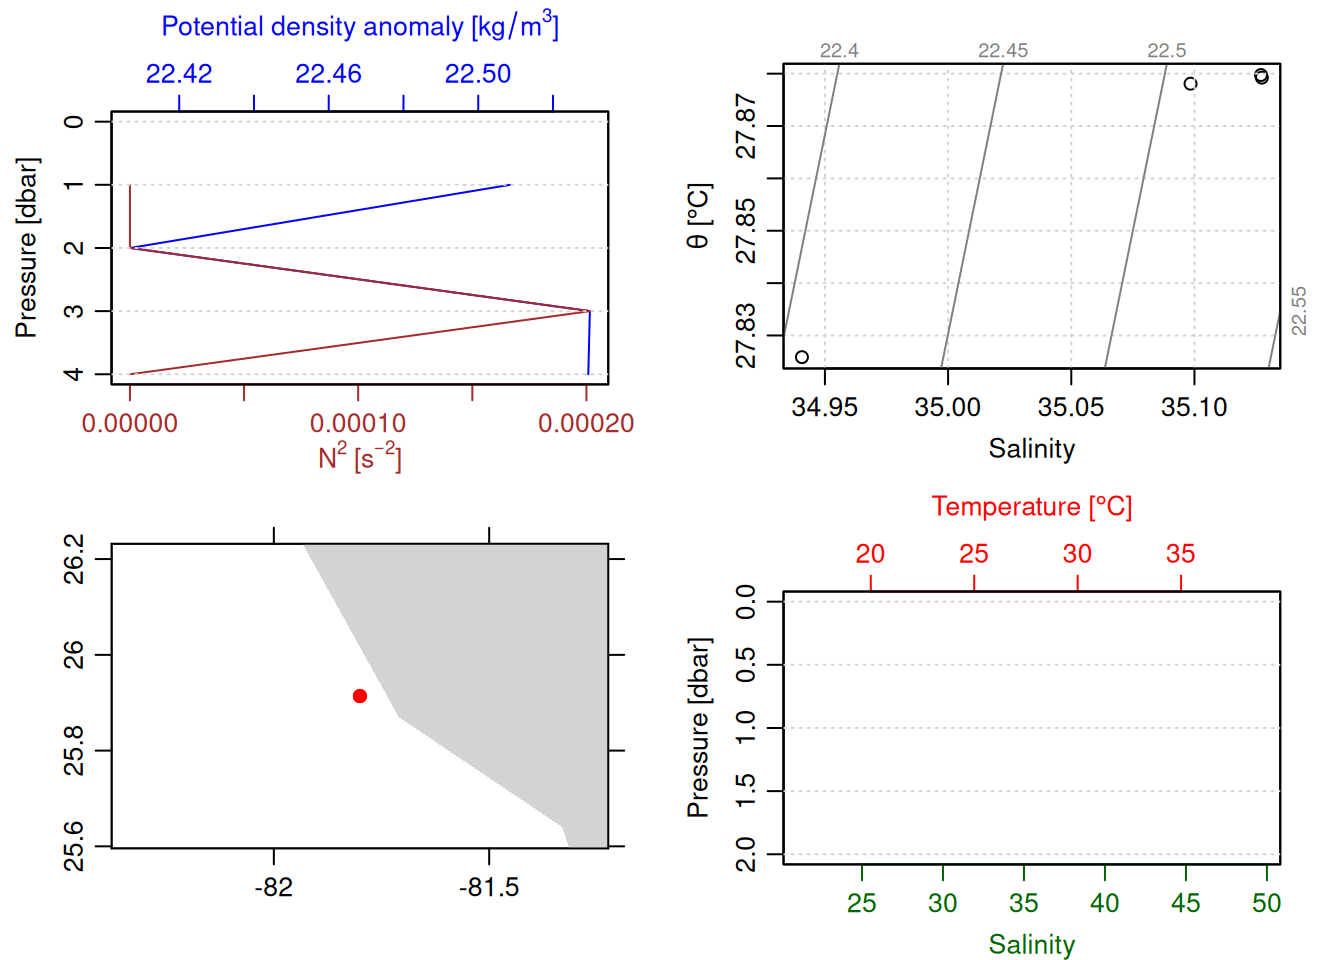 Potential density anomaly [kg/m³]
22.42 22.46 22.50
0
1
2
3
4
Pressure [dbar]
0.00000 0.00010 0.00020
N² [s⁻²]
22.4 22.45 22.5
22.55
27.87
27.85
27.83
θ [°C]
34.95 35.00 35.05 35.10
Salinity
26.2
26
25.8
25.6
-82 -81.5
Temperature [°C]
20 25 30 35
0.0
0.5
1.0
1.5
2.0
Pressure [dbar]
25 30 35 40 45 50
Salinity